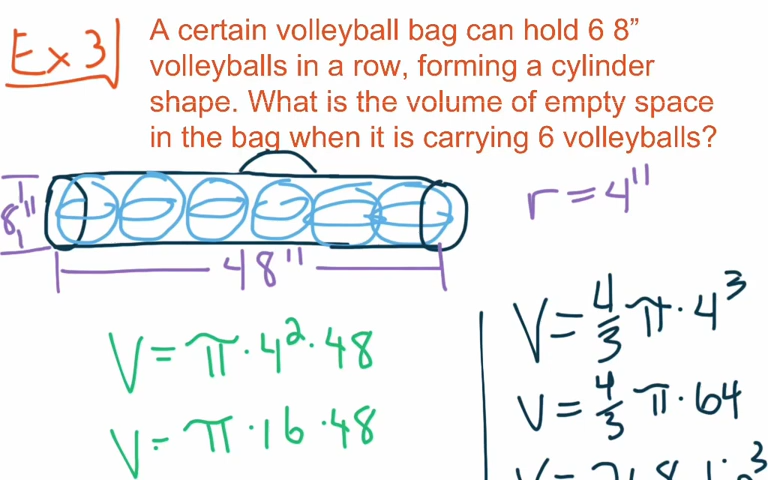 Ex 3
A certain volleyball bag can hold 6 8”
volleyballs in a row, forming a cylinder
shape. What is the volume of empty space
in the bag when it is carrying 6 volleyballs?
8"
r = 4"
48"
V = π · 4² · 48
V = π · 16 · 48
V = 4/3 π · 4³
V = 4/3 π · 64